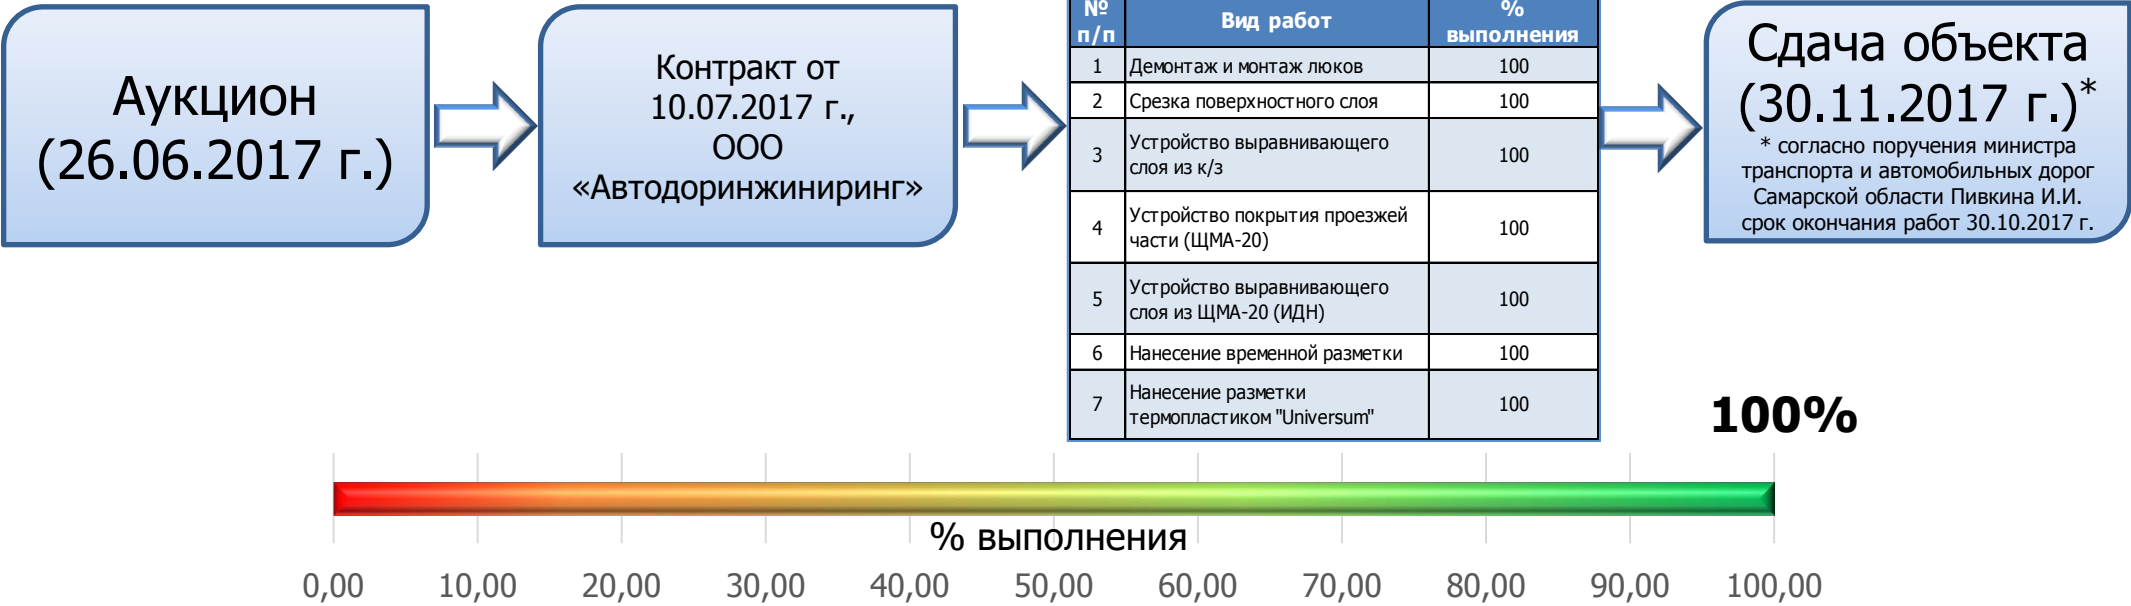 Аукцион
(26.06.2017 г.)
Контракт от
10.07.2017 г.,
ООО
«Автодоринжиниринг»
№ п/п Вид работ % выполнения
1 Демонтаж и монтаж люков 100
2 Срезка поверхностного слоя 100
3 Устройство выравнивающего слоя из к/з 100
4 Устройство покрытия проезжей части (ЩМА-20) 100
5 Устройство выравнивающего слоя из ЩМА-20 (ИДН) 100
6 Нанесение временной разметки 100
7 Нанесение разметки термопластиком "Universum" 100
Сдача объекта
(30.11.2017 г.)*
* согласно поручения министра
транспорта и автомобильных дорог
Самарской области Пивкина И.И.
срок окончания работ 30.10.2017 г.
100%
% выполнения
0,00 10,00 20,00 30,00 40,00 50,00 60,00 70,00 80,00 90,00 100,00